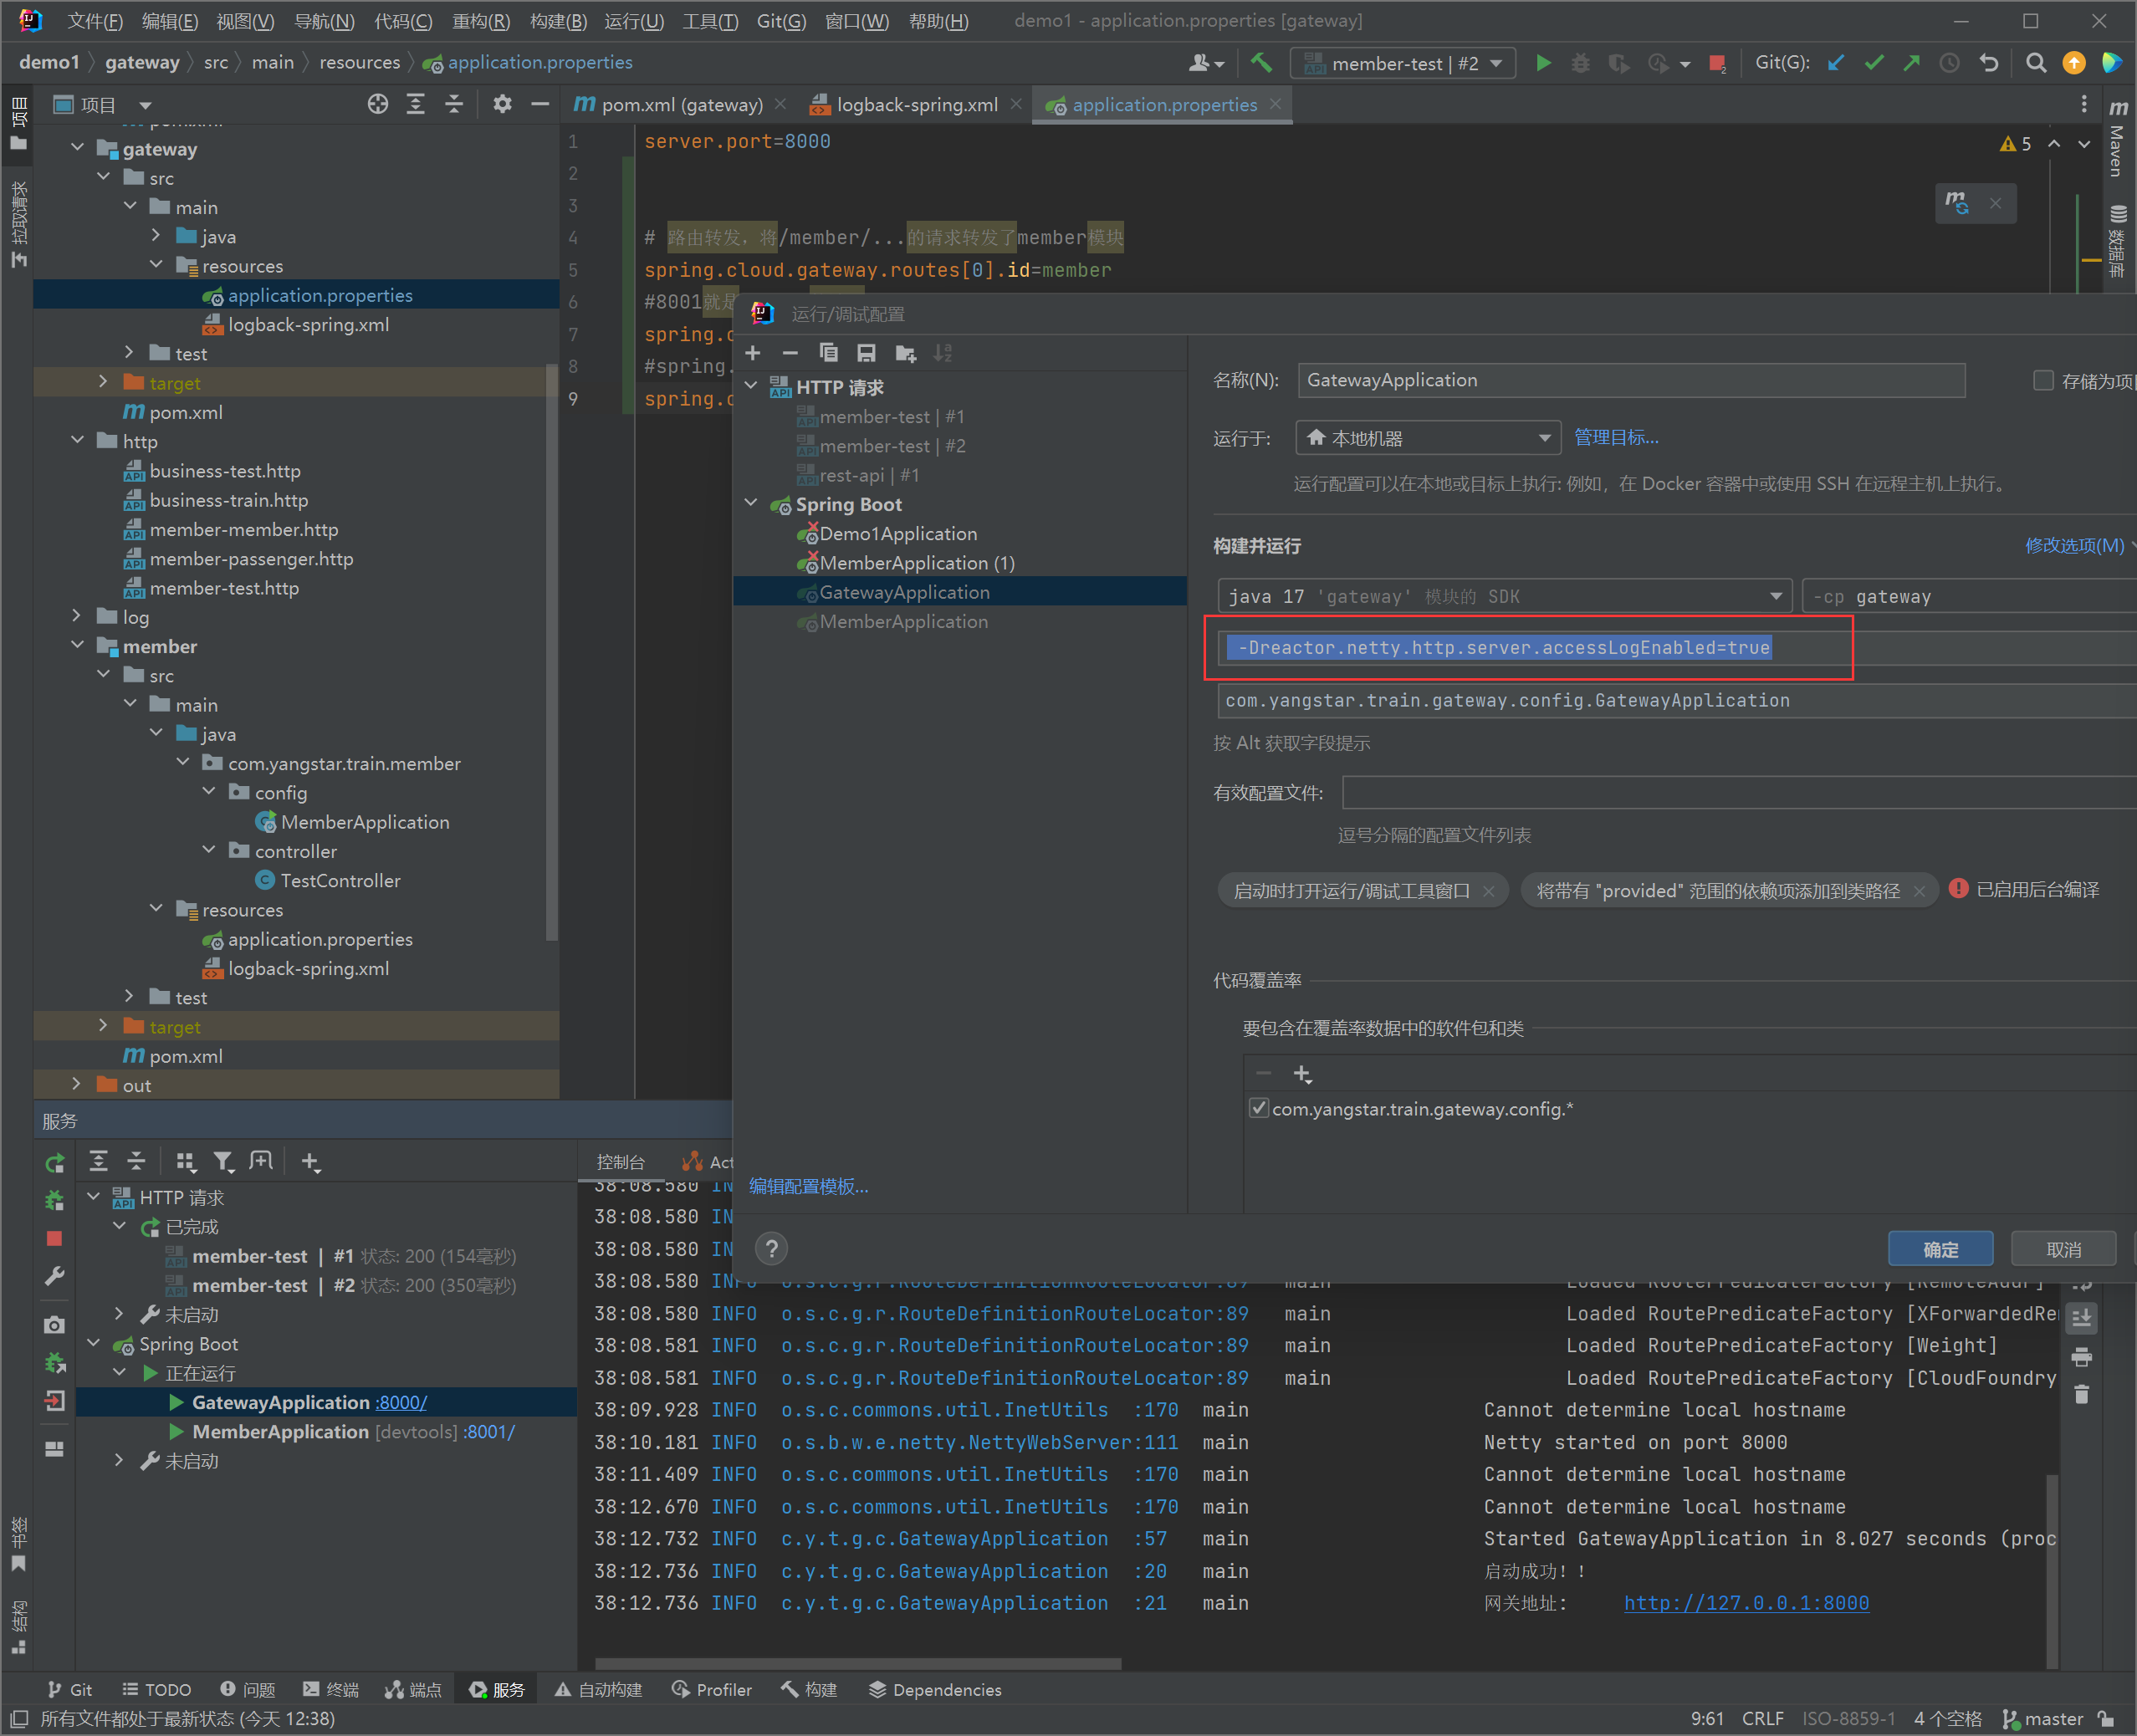 文件(F) 编辑(E) 视图(V) 导航(N) 代码(C) 重构(R) 构建(B) 运行(U) 工具(T) Git(G) 窗口(W) 帮助(H) demo1 - application.properties [gateway]
demo1 gateway src main resources application.properties member-test | #2 Git(G):
项目
拉取请求
书签
结构
项目
pom.xml
gateway
src
main
java
resources
application.properties
logback-spring.xml
test
target
pom.xml
http
business-test.http
business-train.http
member-member.http
member-passenger.http
member-test.http
log
member
src
main
java
com.yangstar.train.member
config
MemberApplication
controller
TestController
resources
application.properties
logback-spring.xml
test
target
pom.xml
out
pom.xml (gateway) logback-spring.xml application.properties
1 server.port=8000
2
3
4 # 路由转发，将/member/...的请求转发了member模块
5 spring.cloud.gateway.routes[0].id=member
6 #8001就是
7 spring.c
8 #spring.
9 spring.c
5
Maven
数据库
运行/调试配置
HTTP 请求
member-test | #1
member-test | #2
rest-api | #1
Spring Boot
Demo1Application
MemberApplication (1)
GatewayApplication
MemberApplication
编辑配置模板...
名称(N): GatewayApplication 存储为项
运行于: 本地机器 管理目标...
运行配置可以在本地或目标上执行: 例如，在 Docker 容器中或使用 SSH 在远程主机上执行。
构建并运行 修改选项(M)
java 17 'gateway' 模块的 SDK -cp gateway
-Dreactor.netty.http.server.accessLogEnabled=true
com.yangstar.train.gateway.config.GatewayApplication
按 Alt 获取字段提示
有效配置文件:
逗号分隔的配置文件列表
启动时打开运行/调试工具窗口 将带有 "provided" 范围的依赖项添加到类路径 已启用后台编译
代码覆盖率
要包含在覆盖率数据中的软件包和类
com.yangstar.train.gateway.config.*
确定 取消
服务
HTTP 请求
已完成
member-test | #1 状态: 200 (154毫秒)
member-test | #2 状态: 200 (350毫秒)
未启动
Spring Boot
正在运行
GatewayApplication :8000/
MemberApplication [devtools] :8001/
未启动
控制台 Act
38:08.580 IN
38:08.580 IN
38:08.580 IN
38:08.580 INFO o.s.c.g.r.RouteDefinitionRouteLocator:89 main Loaded RoutePredicateFactory [RemoteAddr]
38:08.580 INFO o.s.c.g.r.RouteDefinitionRouteLocator:89 main Loaded RoutePredicateFactory [XForwardedRe
38:08.581 INFO o.s.c.g.r.RouteDefinitionRouteLocator:89 main Loaded RoutePredicateFactory [Weight]
38:08.581 INFO o.s.c.g.r.RouteDefinitionRouteLocator:89 main Loaded RoutePredicateFactory [CloudFoundry
38:09.928 INFO o.s.c.commons.util.InetUtils :170 main Cannot determine local hostname
38:10.181 INFO o.s.b.w.e.netty.NettyWebServer:111 main Netty started on port 8000
38:11.409 INFO o.s.c.commons.util.InetUtils :170 main Cannot determine local hostname
38:12.670 INFO o.s.c.commons.util.InetUtils :170 main Cannot determine local hostname
38:12.732 INFO c.y.t.g.c.GatewayApplication :57 main Started GatewayApplication in 8.027 seconds (proc
38:12.736 INFO c.y.t.g.c.GatewayApplication :20 main 启动成功！！
38:12.736 INFO c.y.t.g.c.GatewayApplication :21 main 网关地址: http://127.0.0.1:8000
Git TODO 问题 终端 端点 服务 自动构建 Profiler 构建 Dependencies
所有文件都处于最新状态 (今天 12:38) 9:61 CRLF ISO-8859-1 4 个空格 master